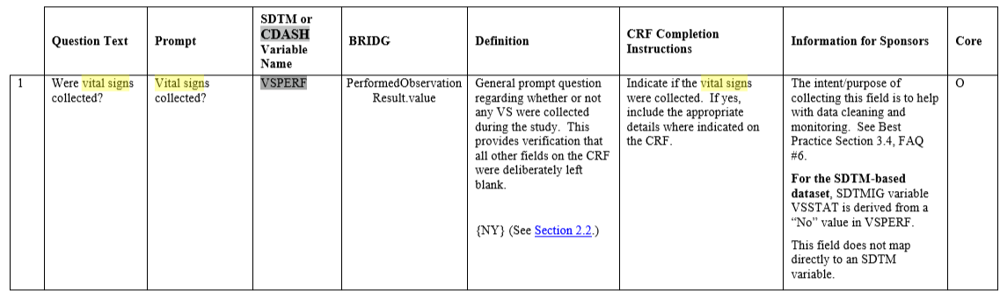 Question Text
Prompt
SDTM or
CDASH
Variable
Name
BRIDG
Definition
CRF Completion
Instructions
Information for Sponsors
Core
1
Were vital signs
collected?
Vital signs
collected?
VSPERF
PerformedObservation
Result.value
General prompt question
regarding whether or not
any VS were collected
during the study. This
provides verification that
all other fields on the CRF
were deliberately left
blank.
{NY} (See Section 2.2.)
Indicate if the vital signs
were collected. If yes,
include the appropriate
details where indicated on
the CRF.
The intent/purpose of
collecting this field is to help
with data cleaning and
monitoring. See Best
Practice Section 3.4, FAQ
#6.
For the SDTM-based
dataset, SDTMIG variable
VSSTAT is derived from a
“No” value in VSPERF.
This field does not map
directly to an SDTM
variable.
O